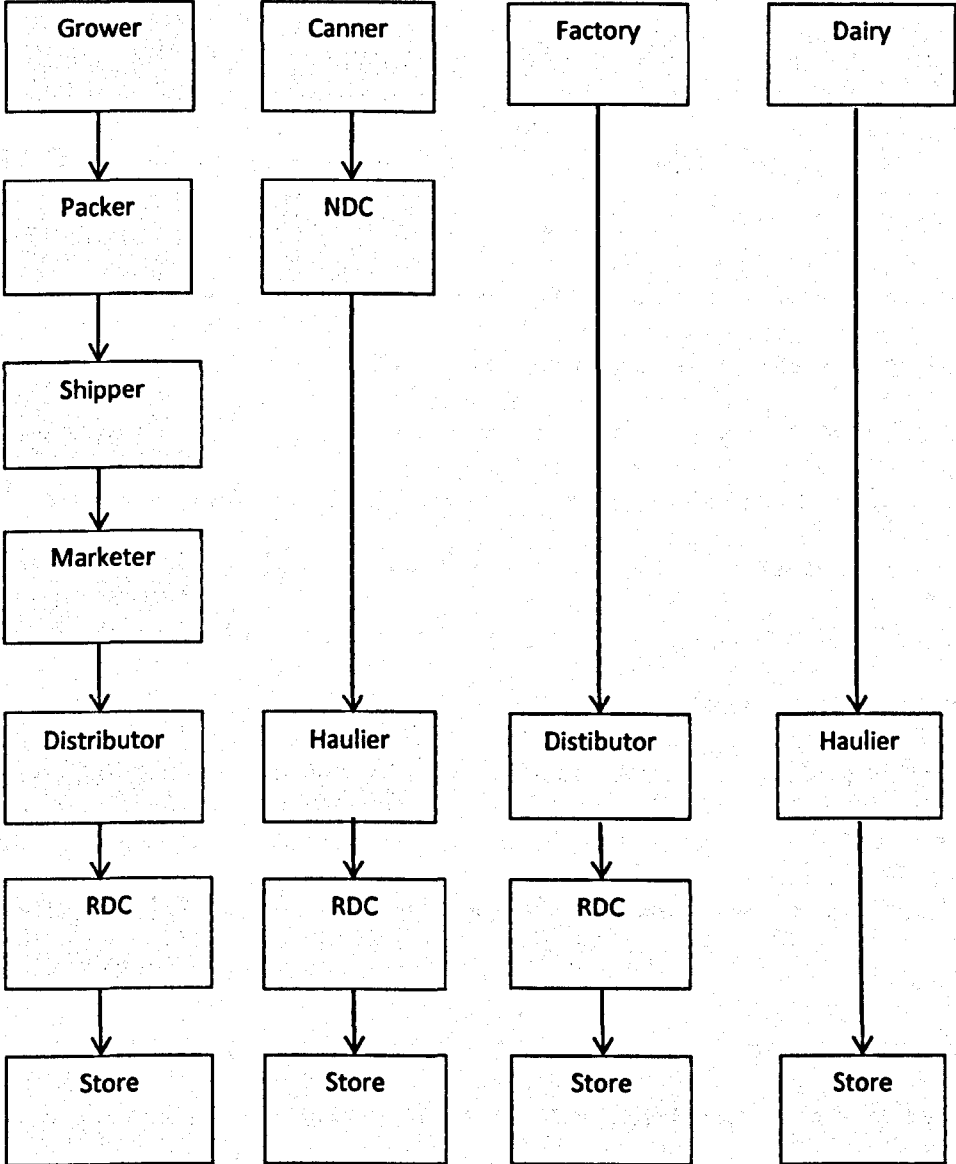 Grower
Canner
Factory
Dairy
Packer
NDC
Shipper
Marketer
Distributor
Haulier
Distibutor
Haulier
RDC
RDC
RDC
Store
Store
Store
Store